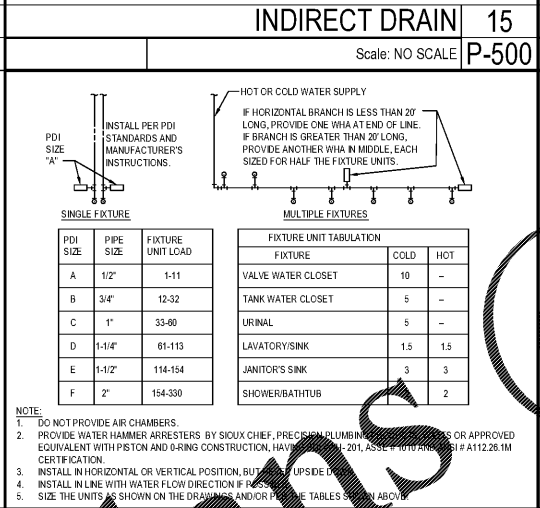 INDIRECT DRAIN 15
Scale: NO SCALE P-500
HOT OR COLD WATER SUPPLY
IF HORIZONTAL BRANCH IS LESS THAN 20'
LONG, PROVIDE ONE WHA AT END OF LINE.
IF BRANCH IS GREATER THAN 20' LONG,
PROVIDE ANOTHER WHA IN MIDDLE, EACH
SIZED FOR HALF THE FIXTURE UNITS.
INSTALL PER PDI
STANDARDS AND
MANUFACTURER'S
INSTRUCTIONS.
PDI
SIZE
"A"
SINGLE FIXTURE
MULTIPLE FIXTURES
PDI SIZE PIPE SIZE FIXTURE UNIT LOAD
A 1/2" 1-11
B 3/4" 12-32
C 1" 33-60
D 1-1/4" 61-113
E 1-1/2" 114-154
F 2" 154-330
FIXTURE UNIT TABULATION
FIXTURE COLD HOT
VALVE WATER CLOSET 10 –
TANK WATER CLOSET 5 –
URINAL 5 –
LAVATORY/SINK 1.5 1.5
JANITOR'S SINK 3 3
SHOWER/BATHTUB 2
NOTE:
1. DO NOT PROVIDE AIR CHAMBERS.
2. PROVIDE WATER HAMMER ARRESTERS BY SIOUX CHIEF, PRECISION PLUMBING OR APPROVED
EQUIVALENT WITH PISTON AND 0-RING CONSTRUCTION, 201, ASSE # 1010 AND ANSI # A112.26.1M
CERTIFICATION.
3. INSTALL IN HORIZONTAL OR VERTICAL POSITION, BUT NEVER UPSIDE
4. INSTALL IN LINE WITH WATER FLOW DIRECTION IF
5. SIZE THE UNITS AS SHOWN ON THE DRAWINGS AND/OR PER THE TABLES SHOWN ABOVE.